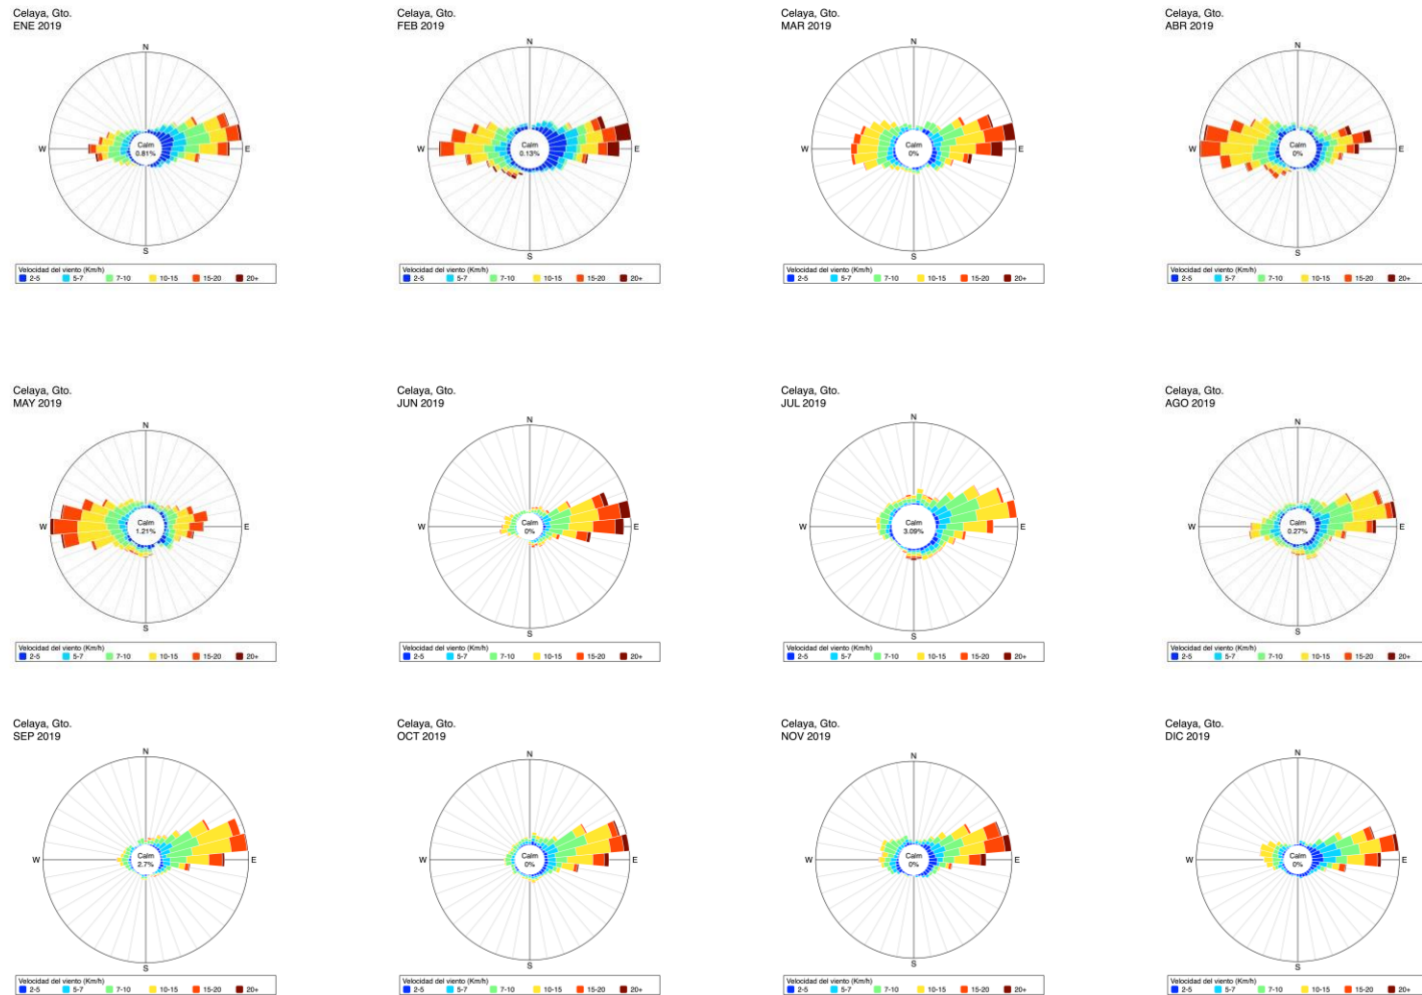 Celaya, Gto.
ENE 2019
N
W
Calm
0.81%
E
S
Velocidad del viento (Km/h)
2-5 5-7 7-10 10-15 15-20 20+
Celaya, Gto.
FEB 2019
N
W
Calm
0.13%
E
S
Velocidad del viento (Km/h)
2-5 5-7 7-10 10-15 15-20 20+
Celaya, Gto.
MAR 2019
N
W
Calm
0%
E
S
Velocidad del viento (Km/h)
2-5 5-7 7-10 10-15 15-20 20+
Celaya, Gto.
ABR 2019
N
W
Calm
0%
E
S
Velocidad del viento (Km/h)
2-5 5-7 7-10 10-15 15-20 20+
Celaya, Gto.
MAY 2019
N
W
Calm
1.21%
E
S
Velocidad del viento (Km/h)
2-5 5-7 7-10 10-15 15-20 20+
Celaya, Gto.
JUN 2019
N
W
Calm
0%
E
S
Velocidad del viento (Km/h)
2-5 5-7 7-10 10-15 15-20 20+
Celaya, Gto.
JUL 2019
N
W
Calm
3.09%
E
S
Velocidad del viento (Km/h)
2-5 5-7 7-10 10-15 15-20 20+
Celaya, Gto.
AGO 2019
N
W
Calm
0.27%
E
S
Velocidad del viento (Km/h)
2-5 5-7 7-10 10-15 15-20 20+
Celaya, Gto.
SEP 2019
N
W
Calm
2.7%
E
S
Velocidad del viento (Km/h)
2-5 5-7 7-10 10-15 15-20 20+
Celaya, Gto.
OCT 2019
N
W
Calm
0%
E
S
Velocidad del viento (Km/h)
2-5 5-7 7-10 10-15 15-20 20+
Celaya, Gto.
NOV 2019
N
W
Calm
0%
E
S
Velocidad del viento (Km/h)
2-5 5-7 7-10 10-15 15-20 20+
Celaya, Gto.
DIC 2019
N
W
Calm
0%
E
S
Velocidad del viento (Km/h)
2-5 5-7 7-10 10-15 15-20 20+